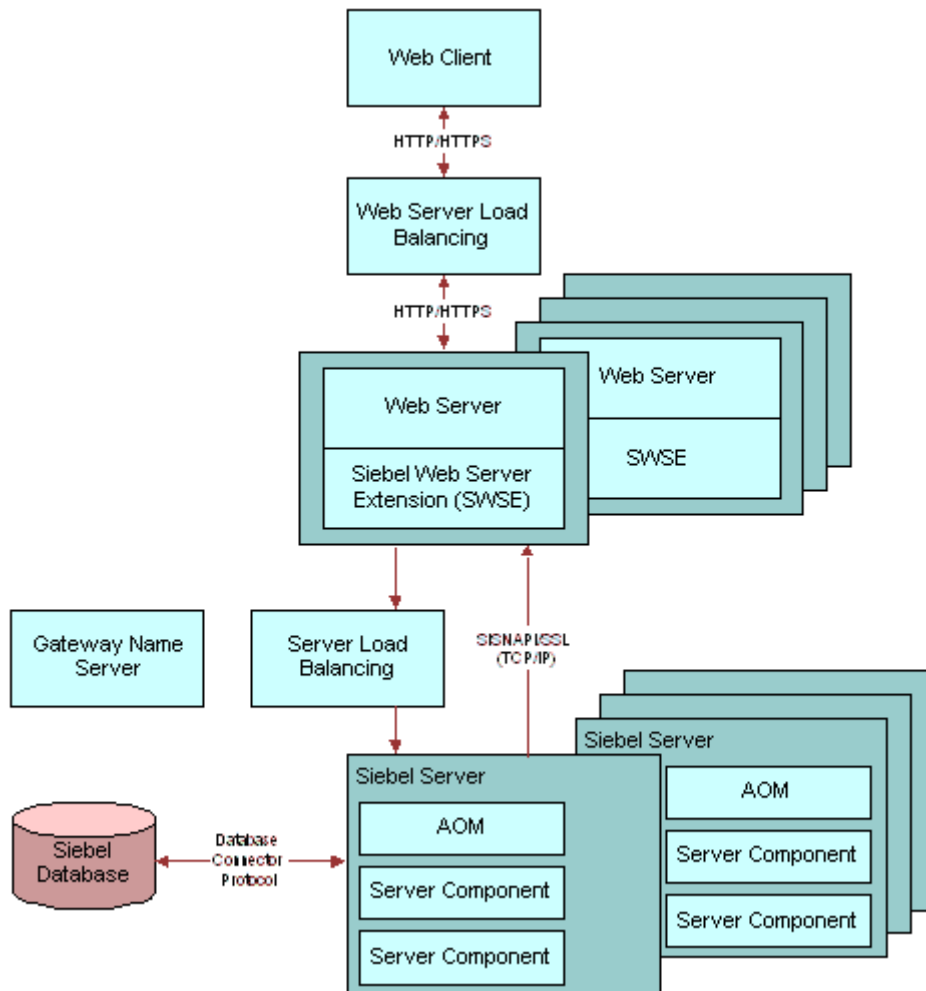 Web Client
HTTP/HTTPS
Web Server Load
Balancing
HTTP/HTTPS
Web Server
Siebel Web Server
Extension (SWSE)
Web Server
SWSE
Gateway Name
Server
Server Load
Balancing
SISNAPI/SSL
(TCP/IP)
Siebel Server
AOM
Server Component
Server Component
Siebel Server
AOM
Server Component
Server Component
Siebel
Database
Database
Connector
Protocol